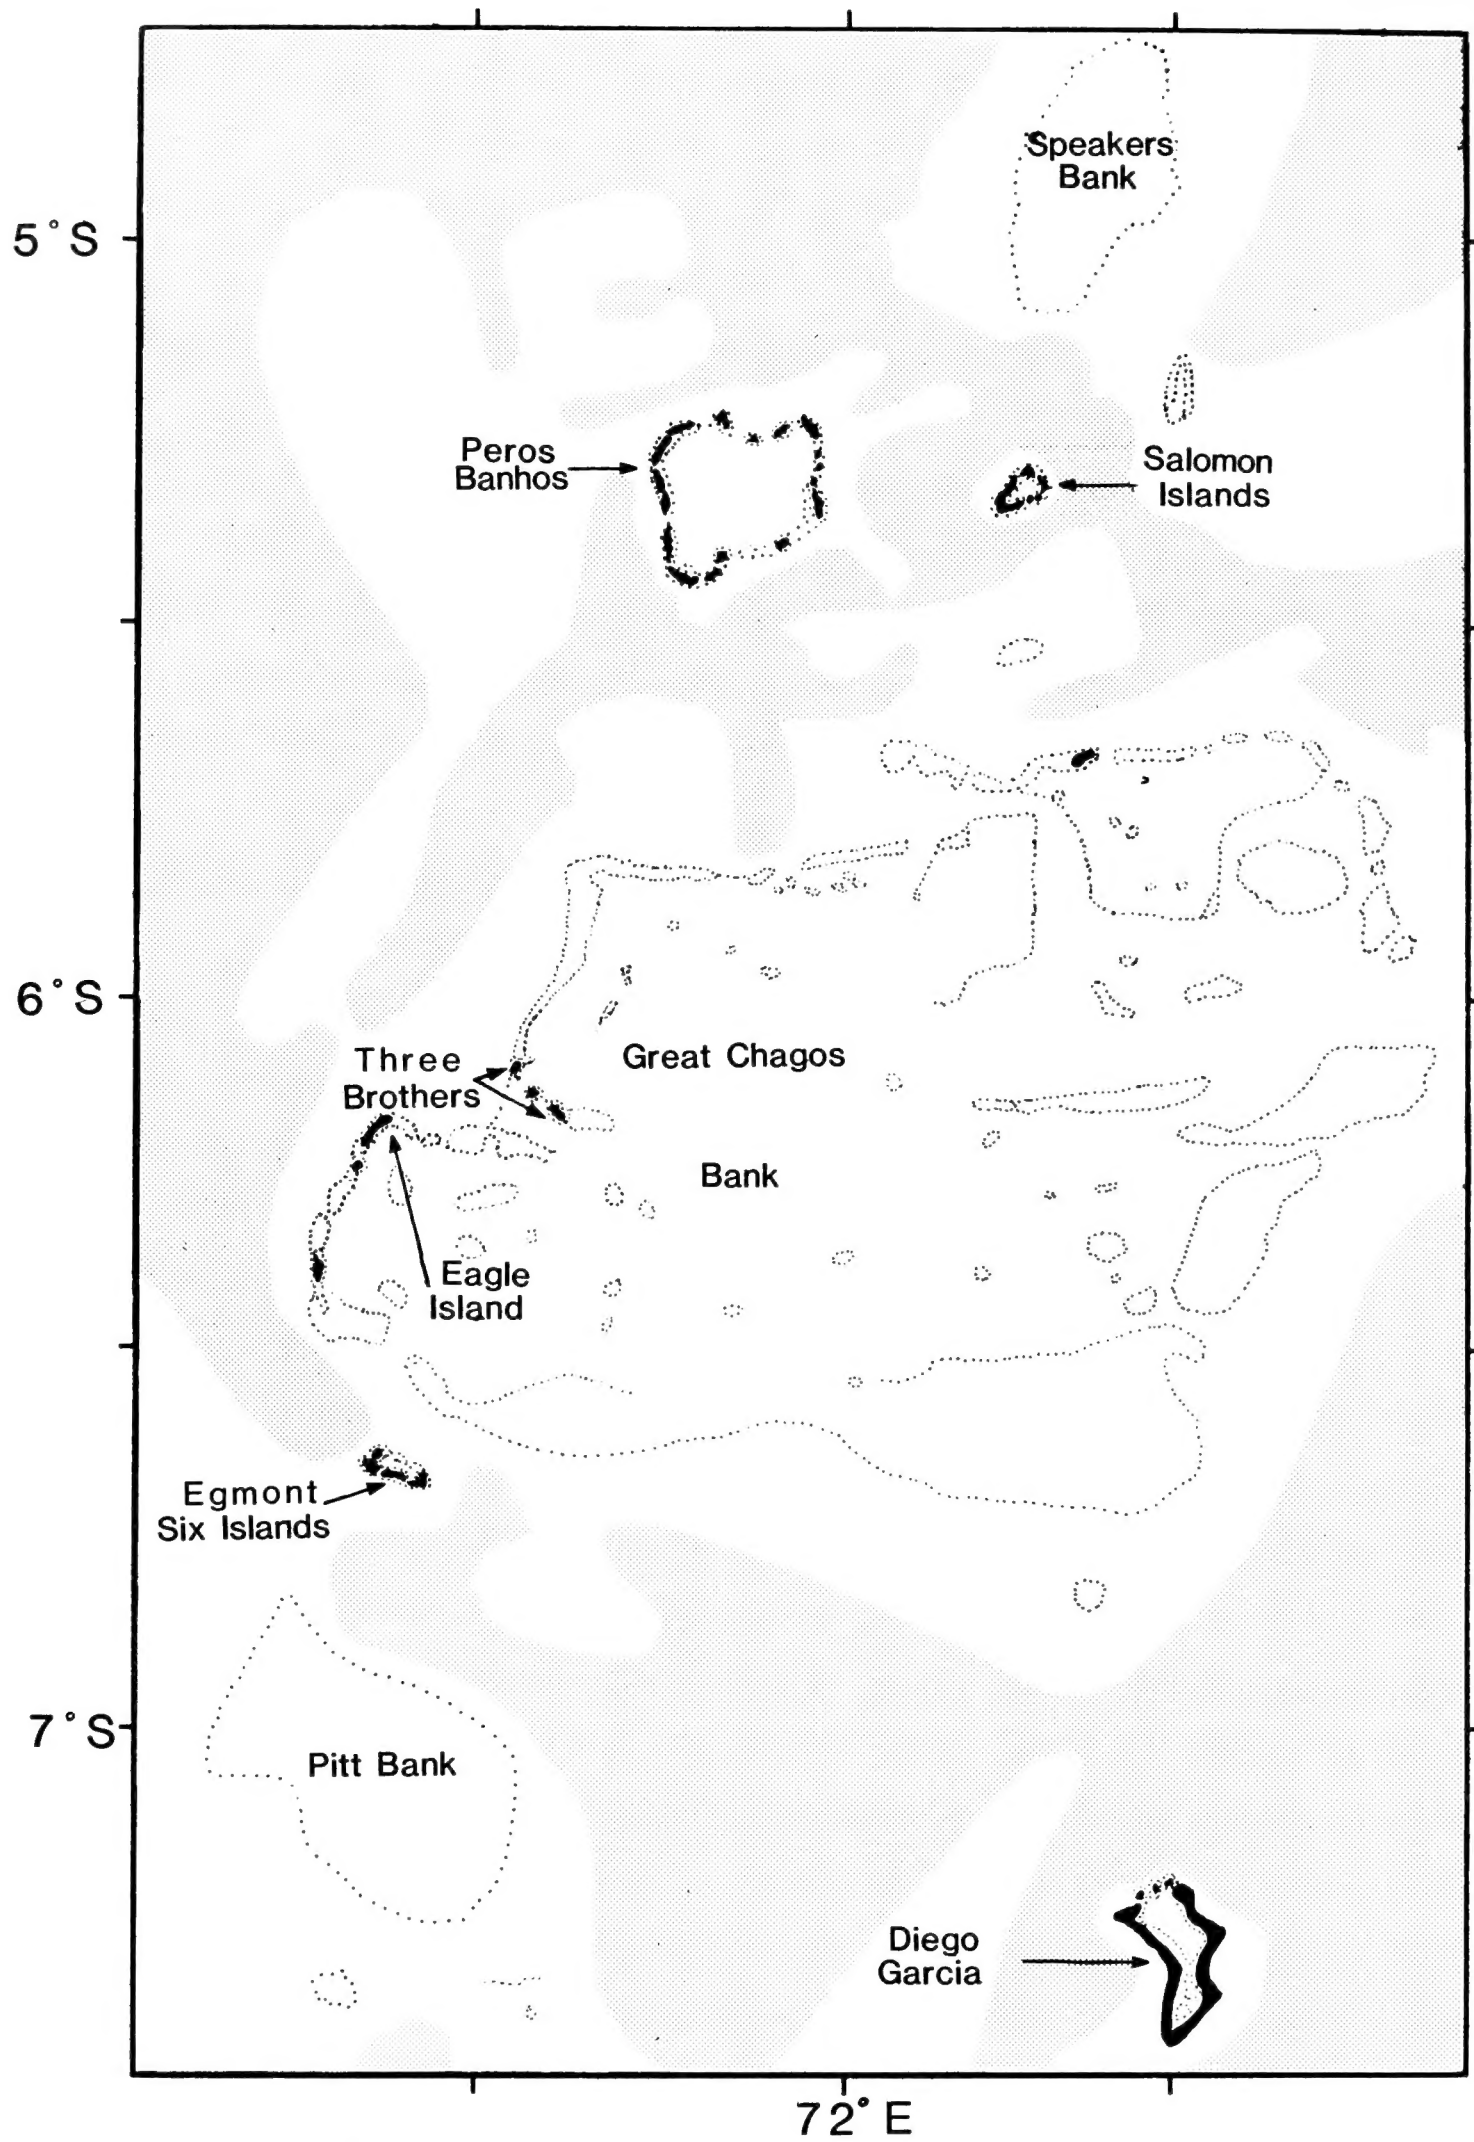 Speakers
Bank
5°S
Peros
Banhos
Salomon
Islands
6°S
Three
Brothers
Great Chagos
Bank
Eagle
Island
Egmont
Six Islands
7°S
Pitt Bank
Diego
Garcia
72°E